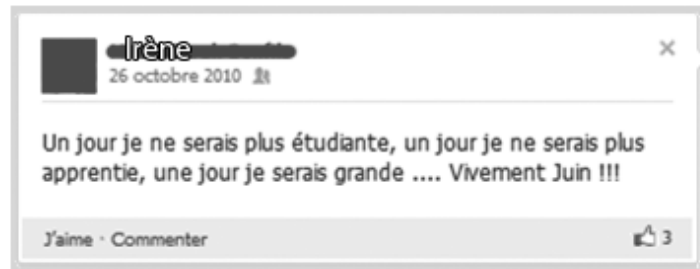 Irène
26 octobre 2010
Un jour je ne serais plus étudiante, un jour je ne serais plus
apprentie, une jour je serais grande .... Vivement Juin !!!
J'aime · Commenter
3